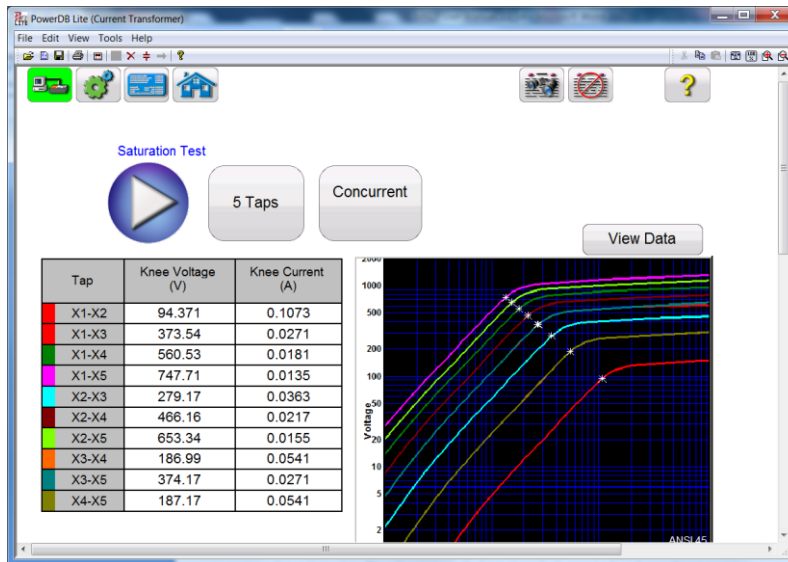 PowerDB Lite (Current Transformer)
File Edit View Tools Help
?
?
Saturation Test
5 Taps
Concurrent
View Data
Tap Knee Voltage (V) Knee Current (A)
X1-X2 94.371 0.1073
X1-X3 373.54 0.0271
X1-X4 560.53 0.0181
X1-X5 747.71 0.0135
X2-X3 279.17 0.0363
X2-X4 466.16 0.0217
X2-X5 653.34 0.0155
X3-X4 186.99 0.0541
X3-X5 374.17 0.0271
X4-X5 187.17 0.0541
Voltage
2000
1000
500
200
100
50
20
10
5
2
ANSI 45